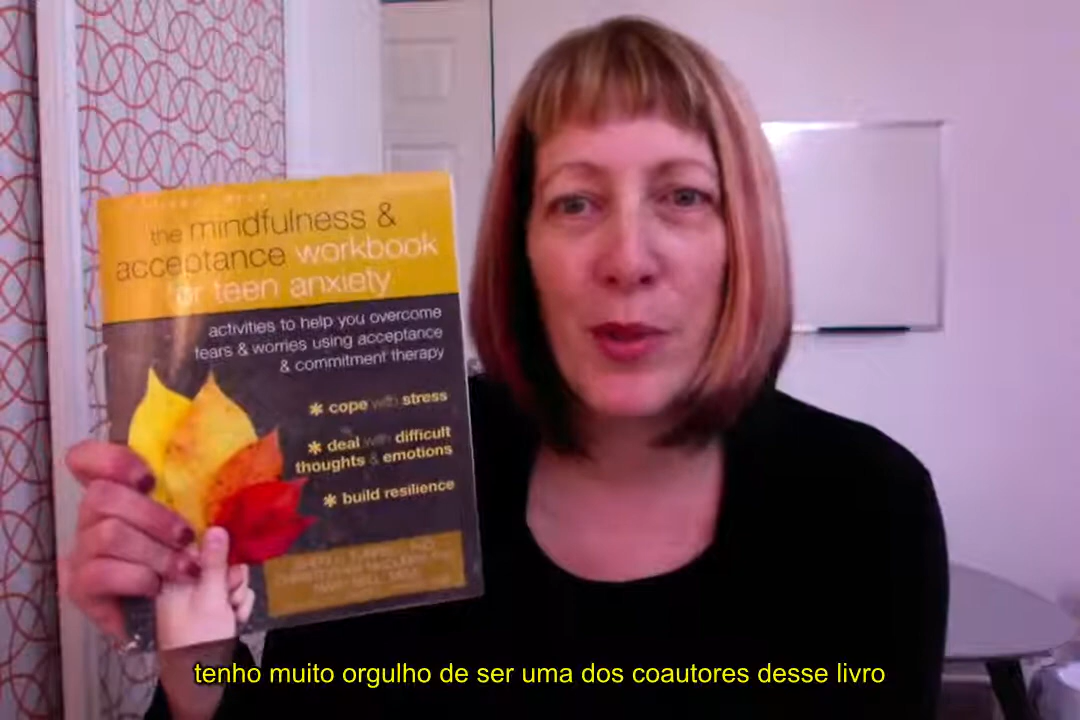 the mindfulness &
acceptance workbook
for teen anxiety
activities to help you overcome
fears & worries using acceptance
& commitment therapy
* cope with stress
* deal with difficult
thoughts & emotions
* build resilience
tenho muito orgulho de ser uma dos coautores desse livro